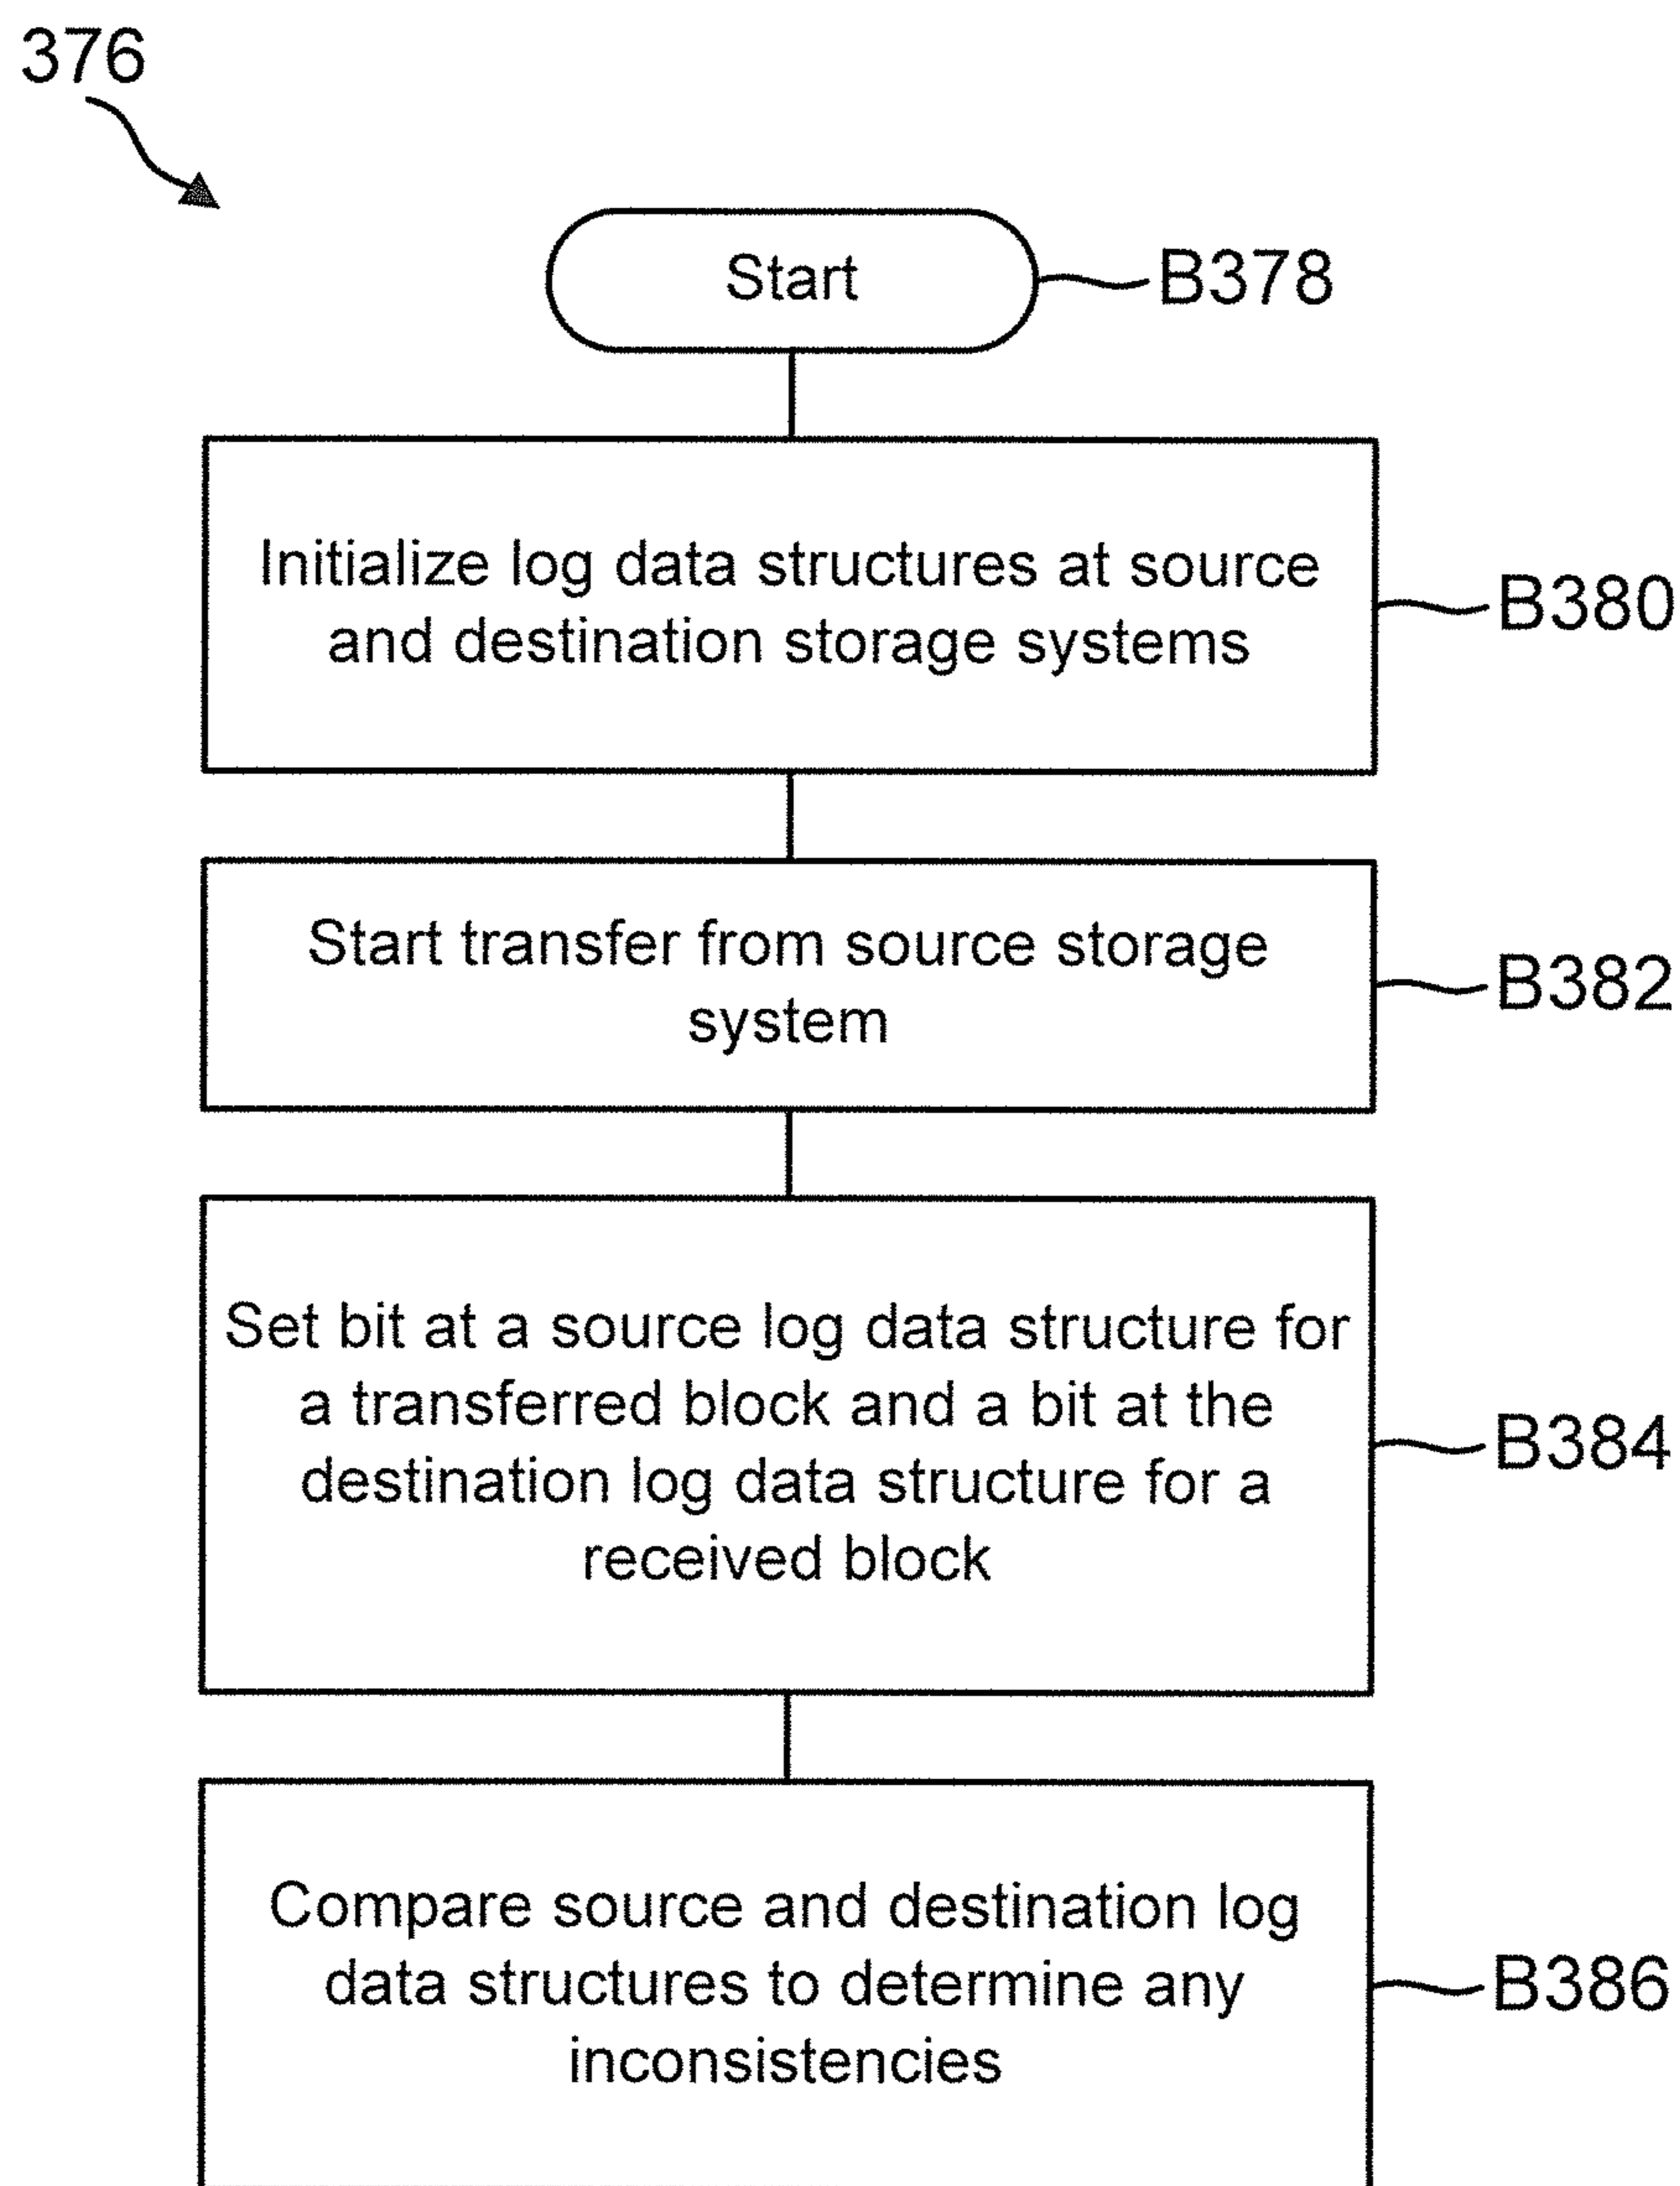 376
Start
B378
Initialize log data structures at source
and destination storage systems
B380
Start transfer from source storage
system
B382
Set bit at a source log data structure for
a transferred block and a bit at the
destination log data structure for a
received block
B384
Compare source and destination log
data structures to determine any
inconsistencies
B386